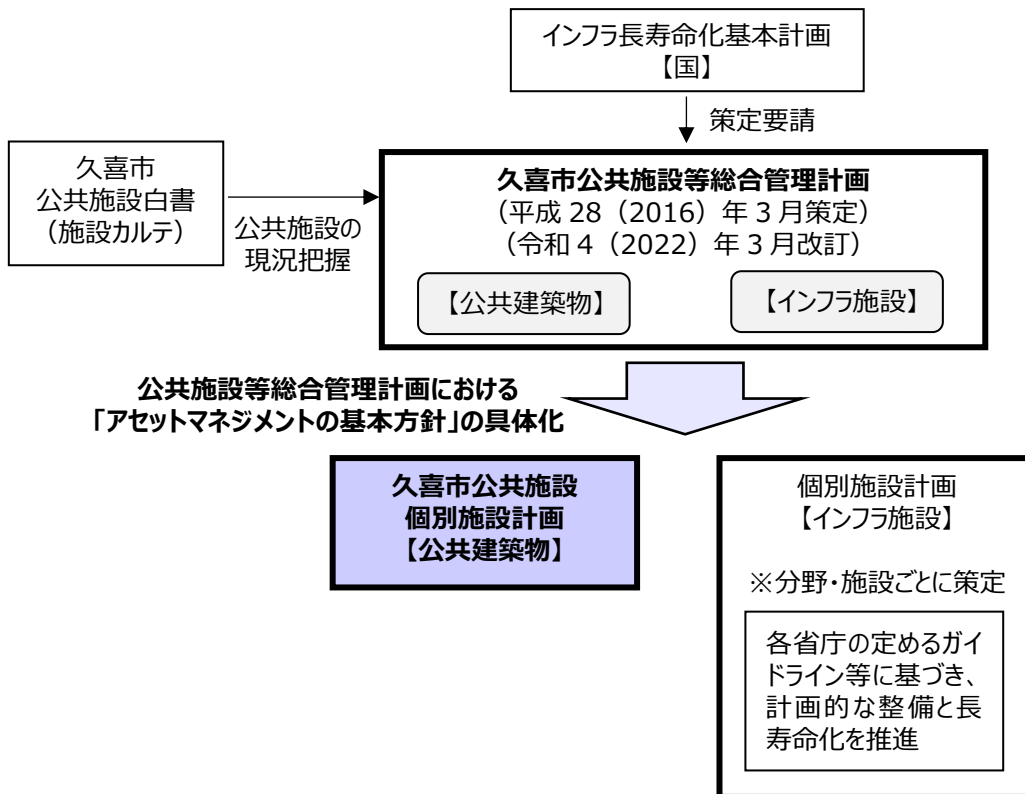 インフラ長寿命化基本計画
【国】
策定要請
久喜市
公共施設白書
（施設カルテ）
公共施設の
現況把握
久喜市公共施設等総合管理計画
（平成 28（2016）年 3 月策定）
（令和 4（2022）年 3 月改訂）
【公共建築物】
【インフラ施設】
公共施設等総合管理計画における
「アセットマネジメントの基本方針」の具体化
久喜市公共施設
個別施設計画
【公共建築物】
個別施設計画
【インフラ施設】
※分野・施設ごとに策定
各省庁の定めるガイ
ドライン等に基づき、
計画的な整備と長
寿命化を推進